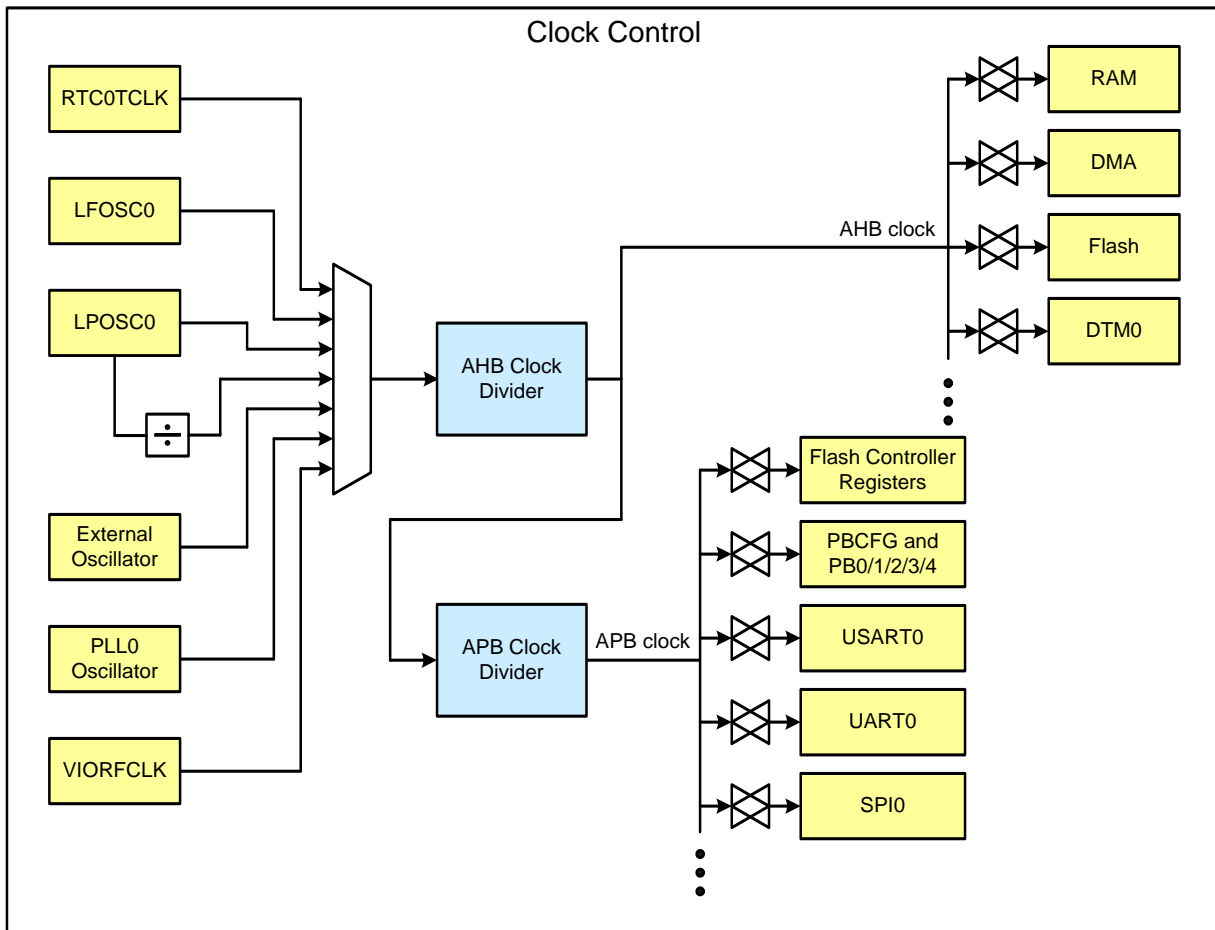 Clock Control
RTC0TCLK
LFOSC0
LPOSC0
External
Oscillator
PLL0
Oscillator
VIORFCLK
AHB Clock
Divider
APB Clock
Divider
AHB clock
RAM
DMA
Flash
DTM0
APB clock
Flash Controller
Registers
PBCFG and
PB0/1/2/3/4
USART0
UART0
SPI0